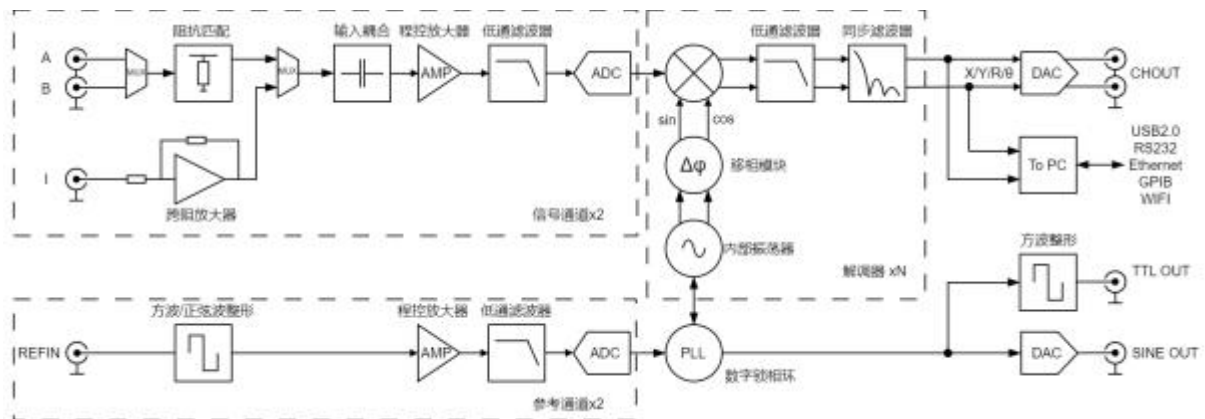 阻抗匹配
输入耦合
程控放大器
低通滤波器
低通滤波器
同步滤波器
A
B
MUX
MUX
AMP
ADC
X/Y/R/θ
DAC
CHOUT
sin
cos
I
跨阻放大器
信号通道x2
Δφ
移相模块
To PC
USB2.0
RS232
Ethernet
GPIB
WIFI
内部振荡器
解调器 xN
方波整形
TTL OUT
方波/正弦波整形
程控放大器
低通滤波器
REFIN
AMP
ADC
PLL
数字锁相环
DAC
SINE OUT
参考通道x2